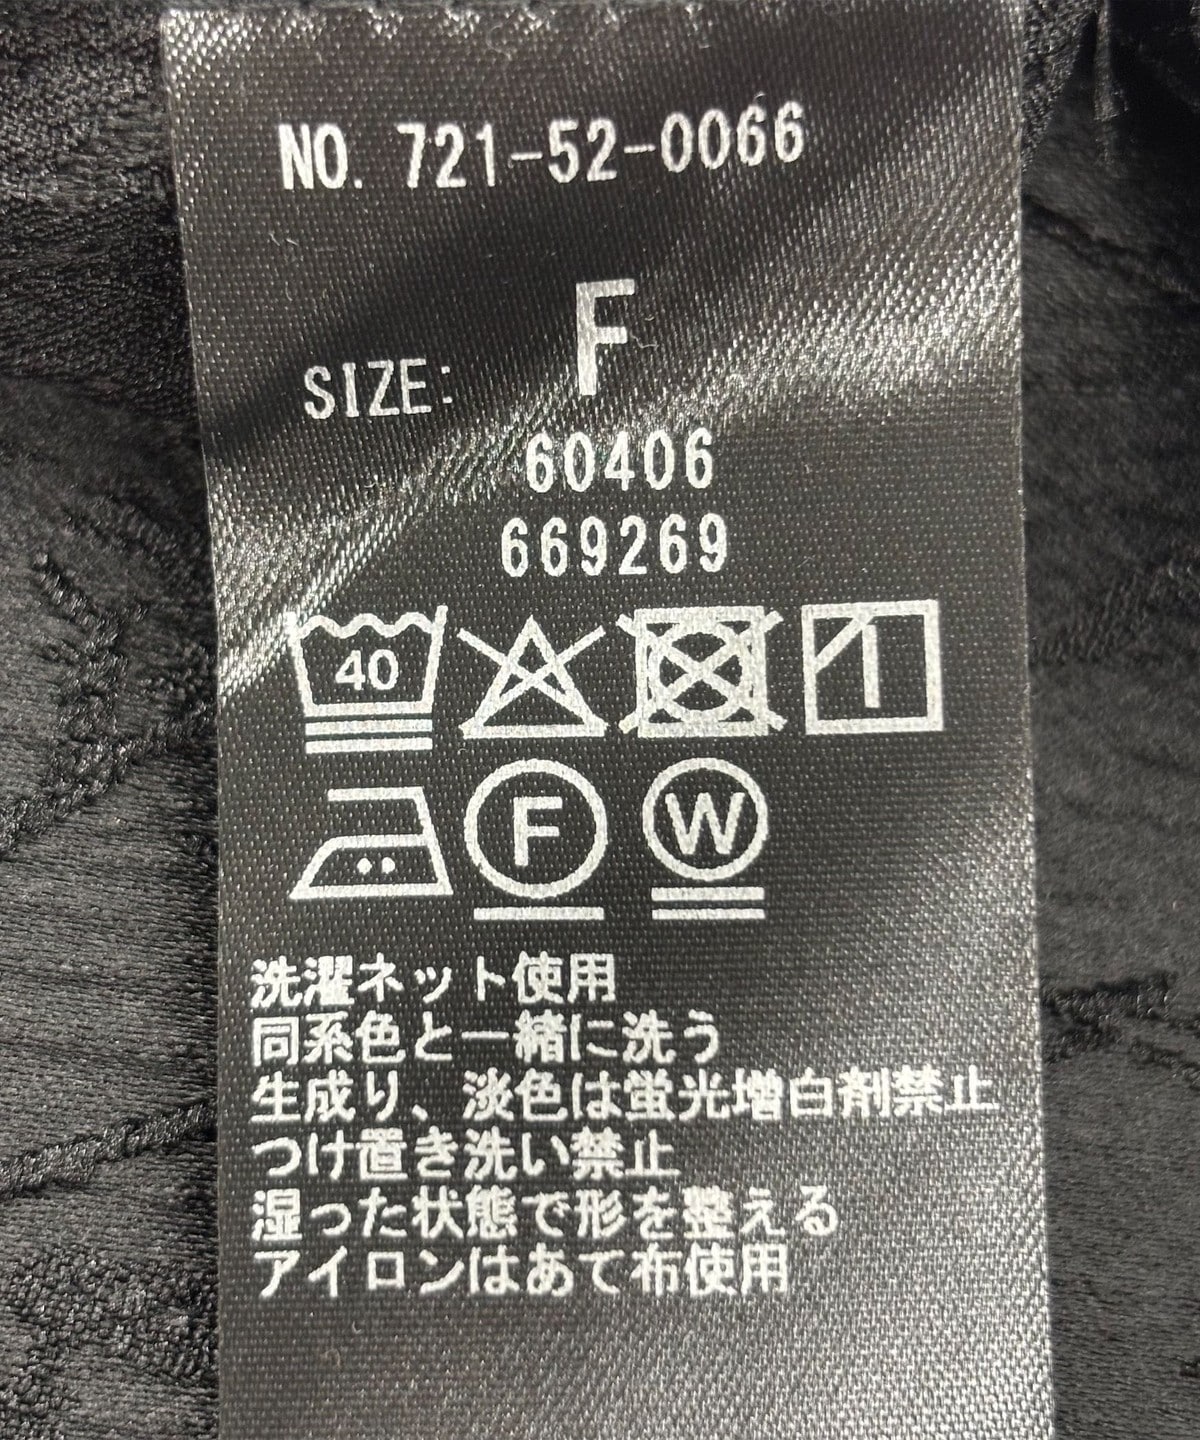 NO. 721-52-0066
F
SIZE:
60406
669269
40
F
W
洗濯ネット使用
同系色と一緒に洗う
生成り、淡色は蛍光増白剤禁止
つけ置き洗い禁止
湿った状態で形を整える
アイロンはあて布使用